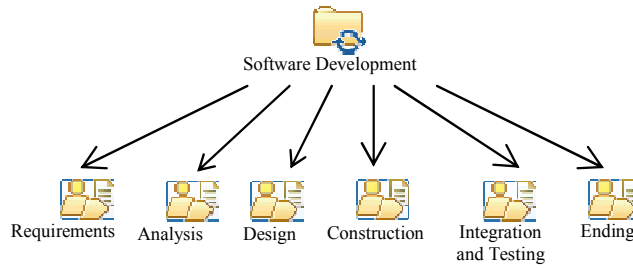 Software Development
Requirements
Analysis
Design
Construction
Integration
and Testing
Ending